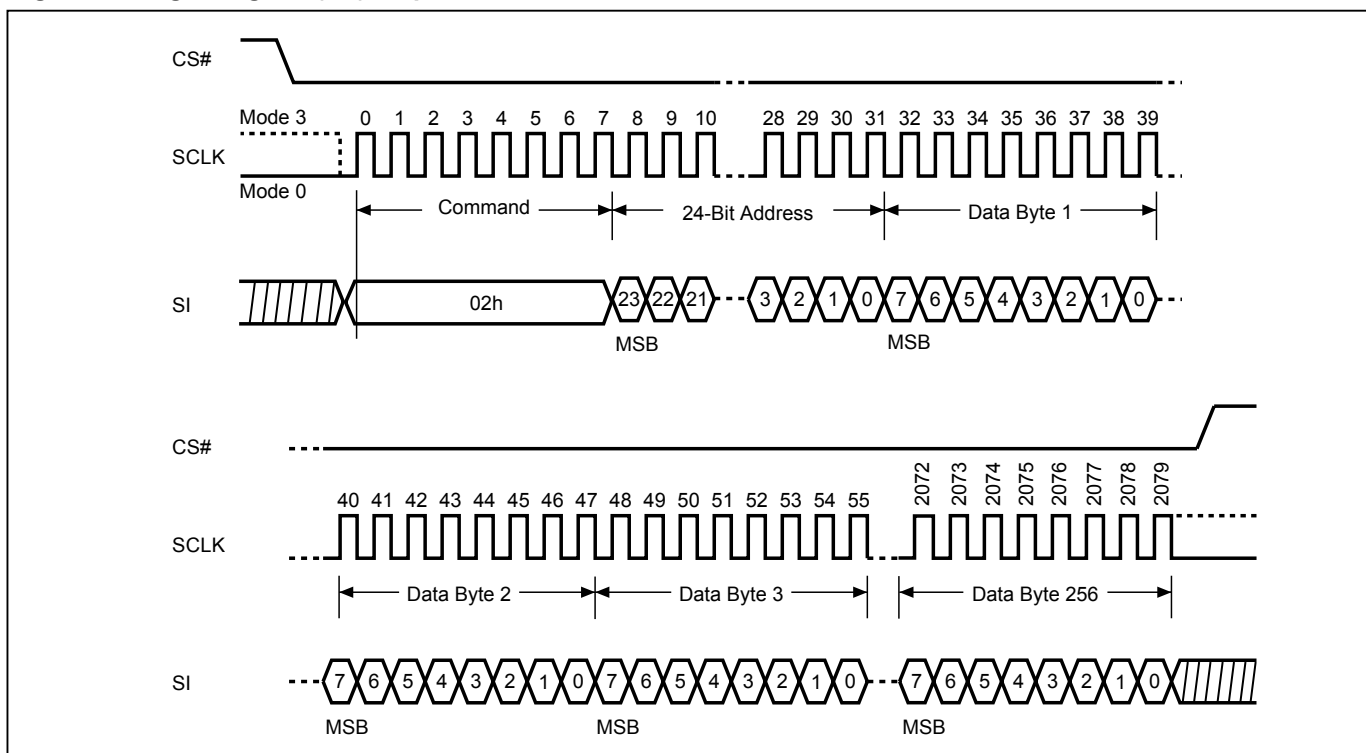 CS#
Mode 3
0 1 2 3 4 5 6 7 8 9 10 28 29 30 31 32 33 34 35 36 37 38 39
SCLK
Mode 0
Command 24-Bit Address Data Byte 1
SI 02h 23 22 21 3 2 1 0 7 6 5 4 3 2 1 0
MSB MSB
CS#
40 41 42 43 44 45 46 47 48 49 50 51 52 53 54 55 2072 2073 2074 2075 2076 2077 2078 2079
SCLK
Data Byte 2 Data Byte 3 Data Byte 256
SI 7 6 5 4 3 2 1 0 7 6 5 4 3 2 1 0 7 6 5 4 3 2 1 0
MSB MSB MSB